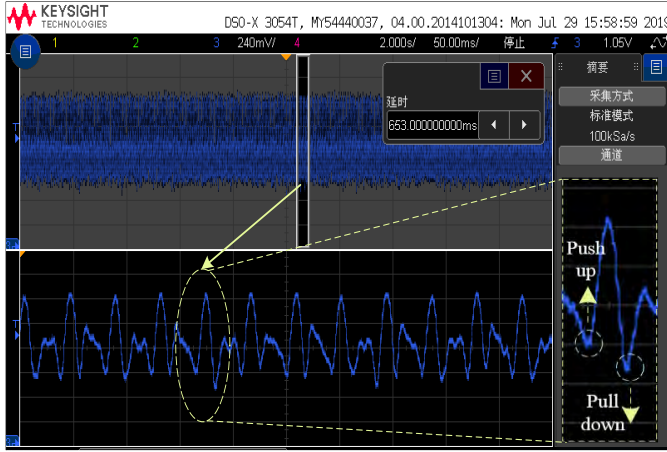 KEYSIGHT
TECHNOLOGIES
DSO-X 3054T, MY54440037, 04.00.2014101304: Mon Jul 29 15:58:59 2019
1 2 3 240mV/ 4 2.000s/ 50.00ms/ 停止 3 1.05V
摘要
延时
653.000000000ms
采集方式
标准模式
100kSa/s
通道
T
Push
up
T
Pull
down